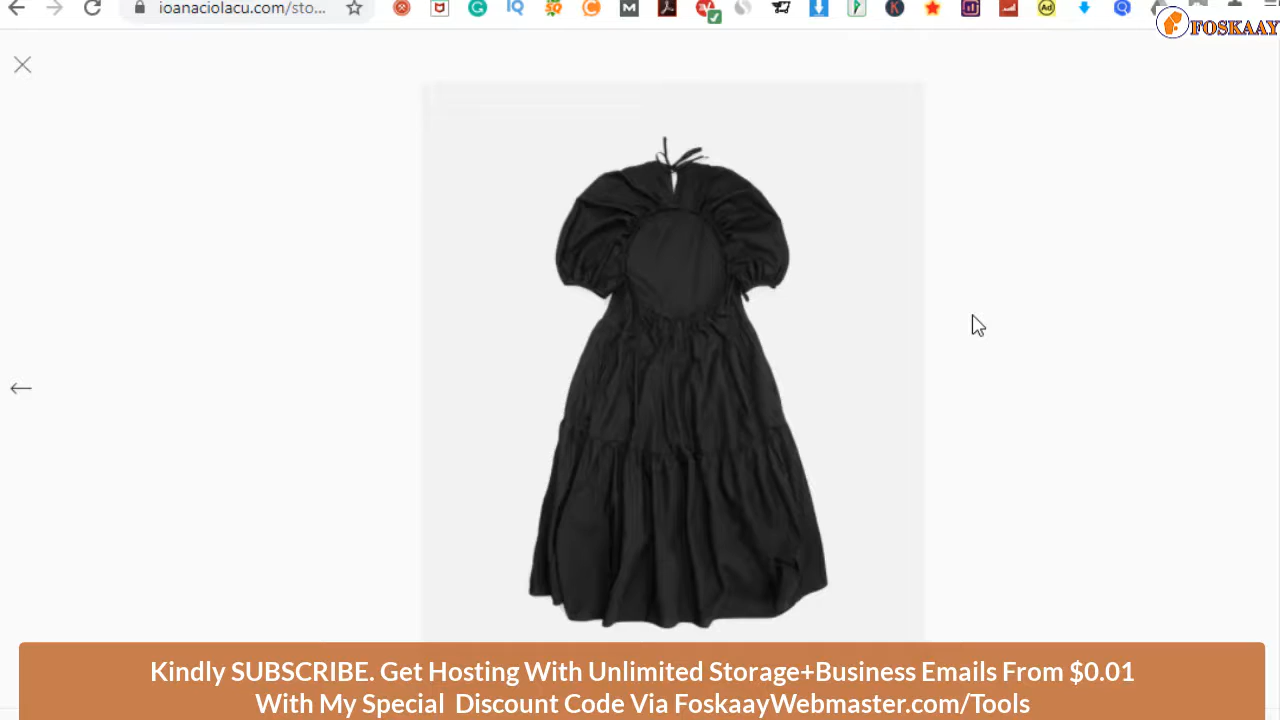 ioanaciolacu.com/sto...
FOSKAAY
Kindly SUBSCRIBE. Get Hosting With Unlimited Storage+Business Emails From $0.01
With My Special Discount Code Via FoskaayWebmaster.com/Tools